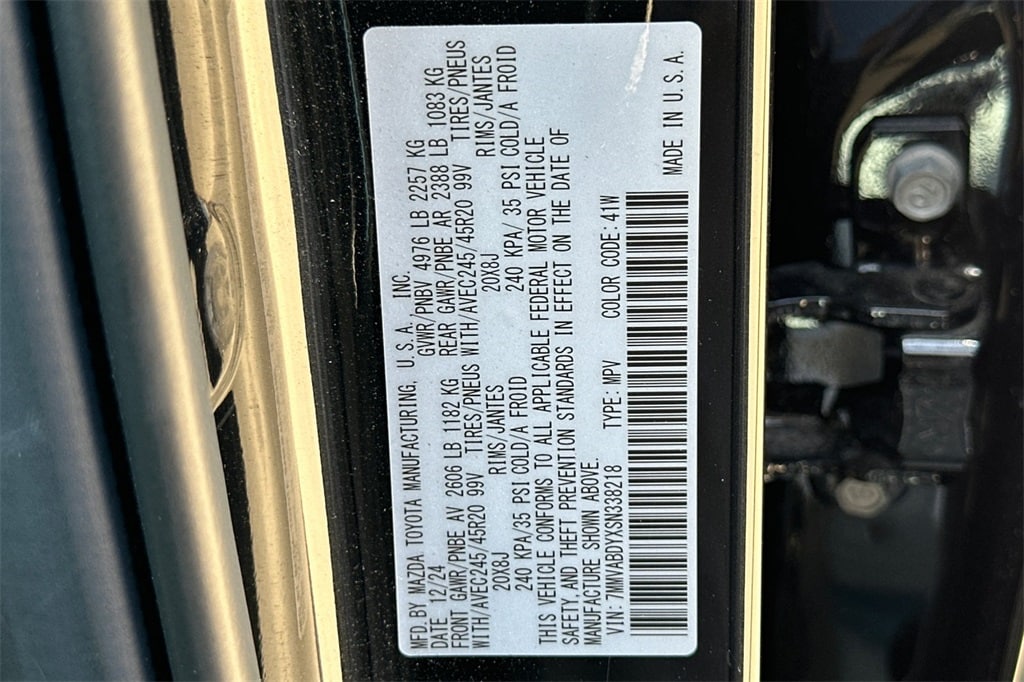 MFD. BY MAZDA TOYOTA MANUFACTURING, U. S. A. INC.
DATE 12/24 GVWR/PNBV 4976 LB 2257 KG
FRONT GAWR/PNBE AV 2606 LB 1182 KG REAR GAWR/PNBE AR 2388 LB 1083 KG
WITH/AVEC245/45R20 99V TIRES/PNEUS WITH/AVEC245/45R20 99V TIRES/PNEUS
20X8J RIMS/JANTES 20X8J RIMS/JANTES
240 KPA/35 PSI COLD/A FROID 240 KPA/ 35 PSI COLD/A FROID
THIS VEHICLE CONFORMS TO ALL APPLICABLE FEDERAL MOTOR VEHICLE
SAFETY,AND THEFT PREVENTION STANDARDS IN EFFECT ON THE DATE OF
MANUFACTURE SHOWN ABOVE.
VIN: 7MMVABDYXSN338218 TYPE: MPV COLOR CODE: 41W
MADE IN U. S. A.